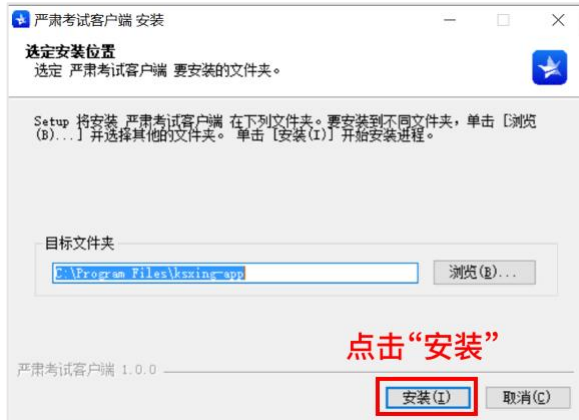 严肃考试客户端 安装
选定安装位置
选定 严肃考试客户端 要安装的文件夹。
Setup 将安装 严肃考试客户端 在下列文件夹。要安装到不同文件夹，单击 [浏览
(B)...] 并选择其他的文件夹。 单击 [安装(I)] 开始安装进程。
目标文件夹
C:\Program Files\ksxing-app
浏览(B)...
点击“安装”
严肃考试客户端 1.0.0
安装(I)
取消(C)